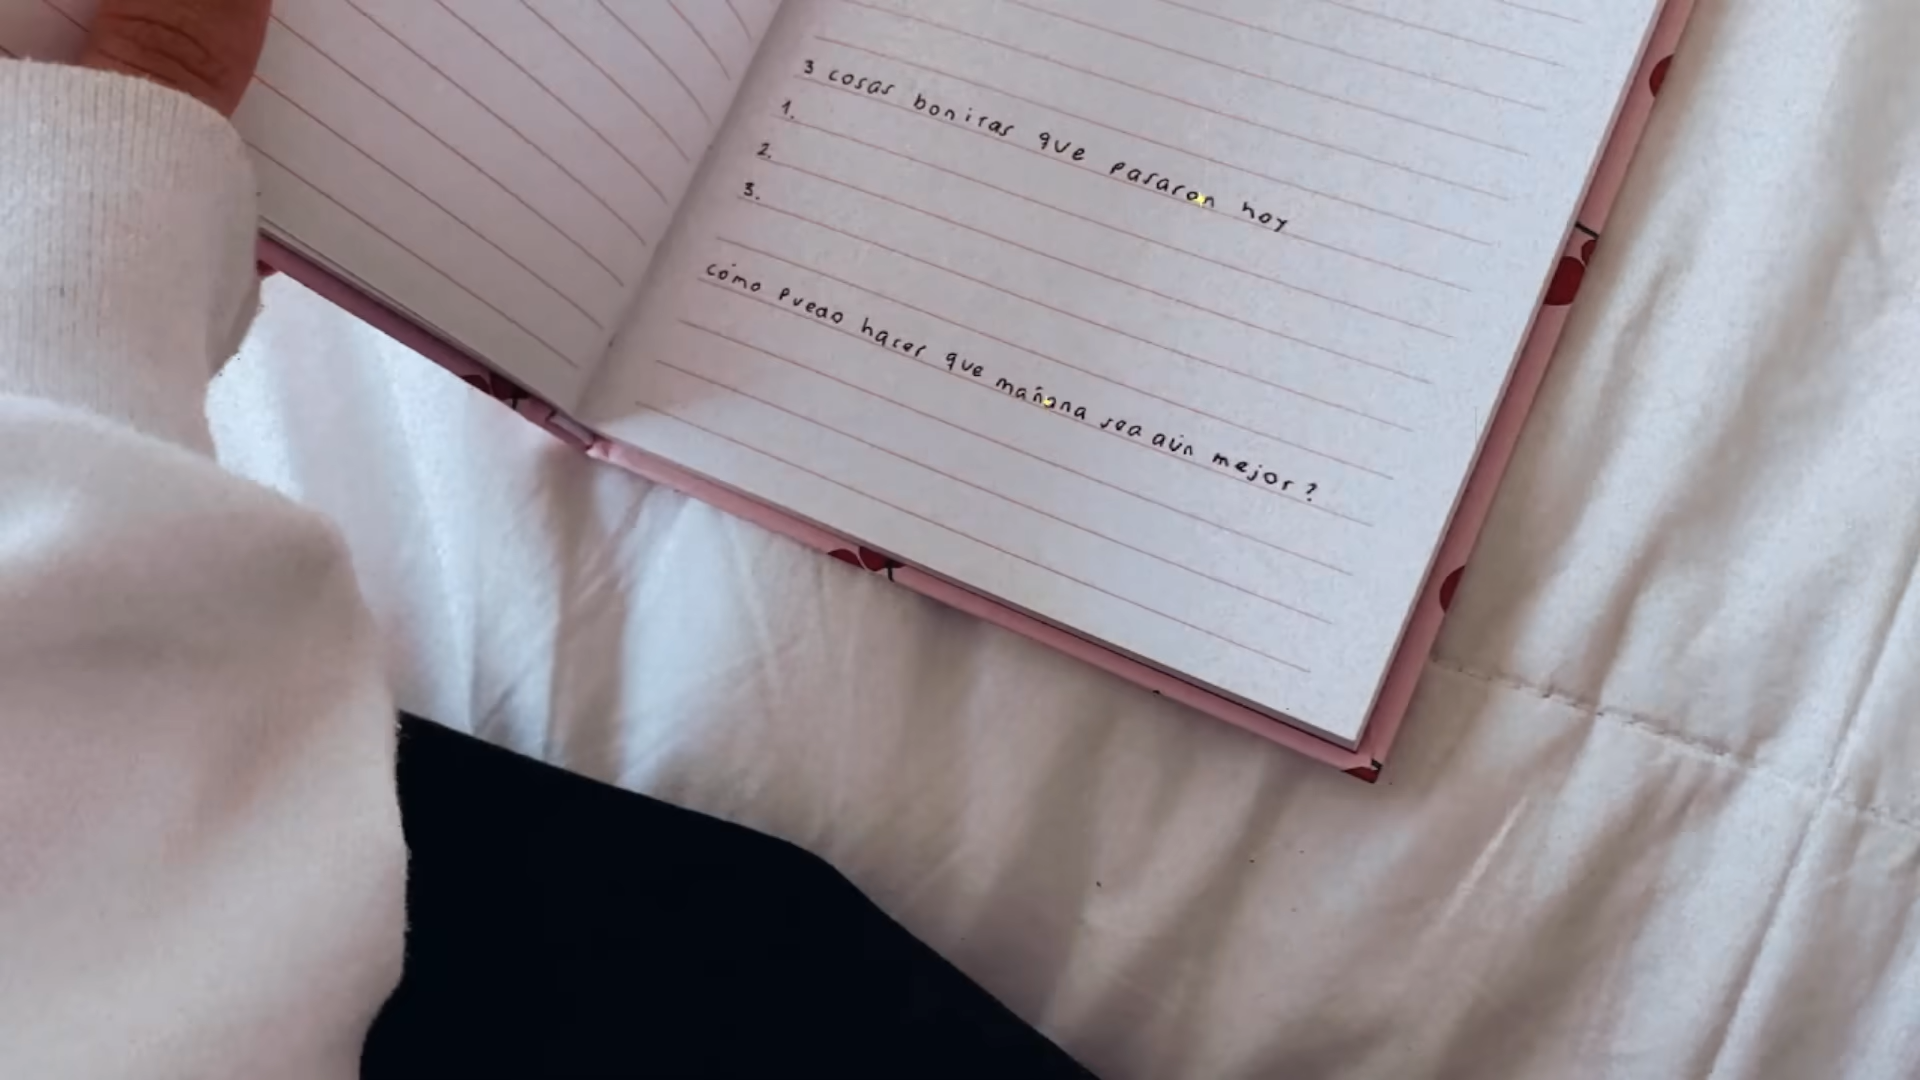 3 cosas bonitas que pasaron hoy
1.
2.
3.
cómo puedo hacer que mañana sea aún mejor?